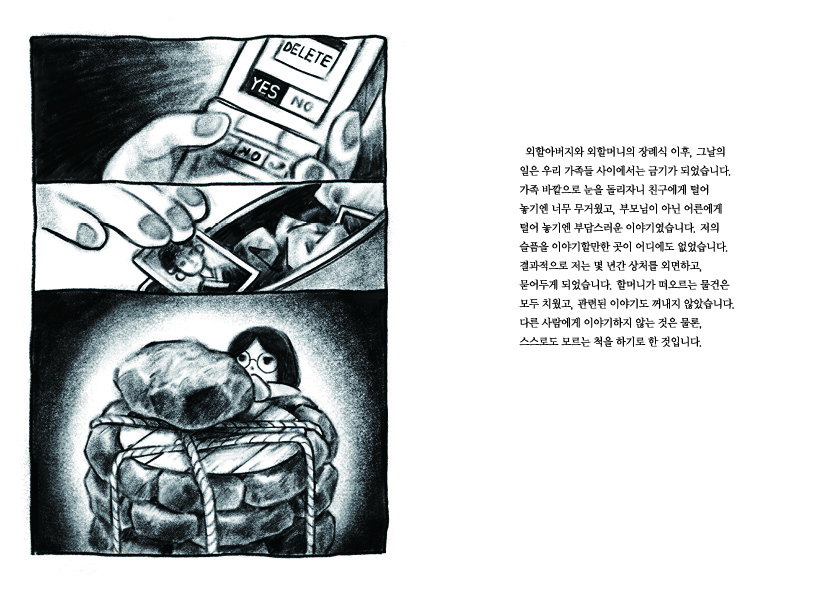 DELETE
YES NO
OK
외할아버지와 외할머니의 장례식 이후, 그날의
일은 우리 가족들 사이에서는 금기가 되었습니다.
가족 바깥으로 눈을 돌리자니 친구에게 털어
놓기엔 너무 무거웠고, 부모님이 아닌 어른에게
털어 놓기엔 부담스러운 이야기였습니다. 저의
슬픔을 이야기할만한 곳이 어디에도 없었습니다.
결과적으로 저는 몇 년간 상처를 외면하고,
묻어두게 되었습니다. 할머니가 떠오르는 물건은
모두 치웠고, 관련된 이야기도 꺼내지 않았습니다.
다른 사람에게 이야기하지 않는 것은 물론,
스스로도 모르는 척을 하기로 한 것입니다.